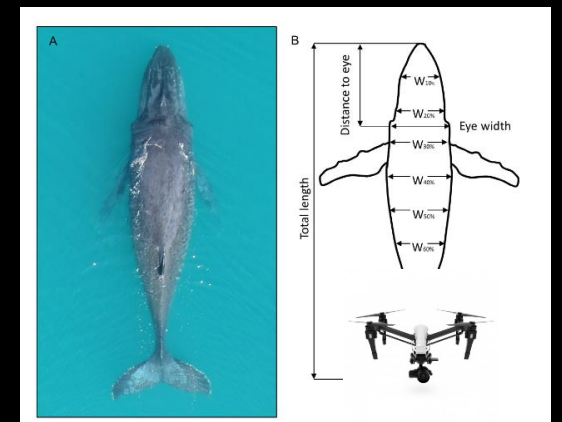 A
B
Total length
Distance to eye
W10%
W20%
Eye width
W30%
W40%
W50%
W60%